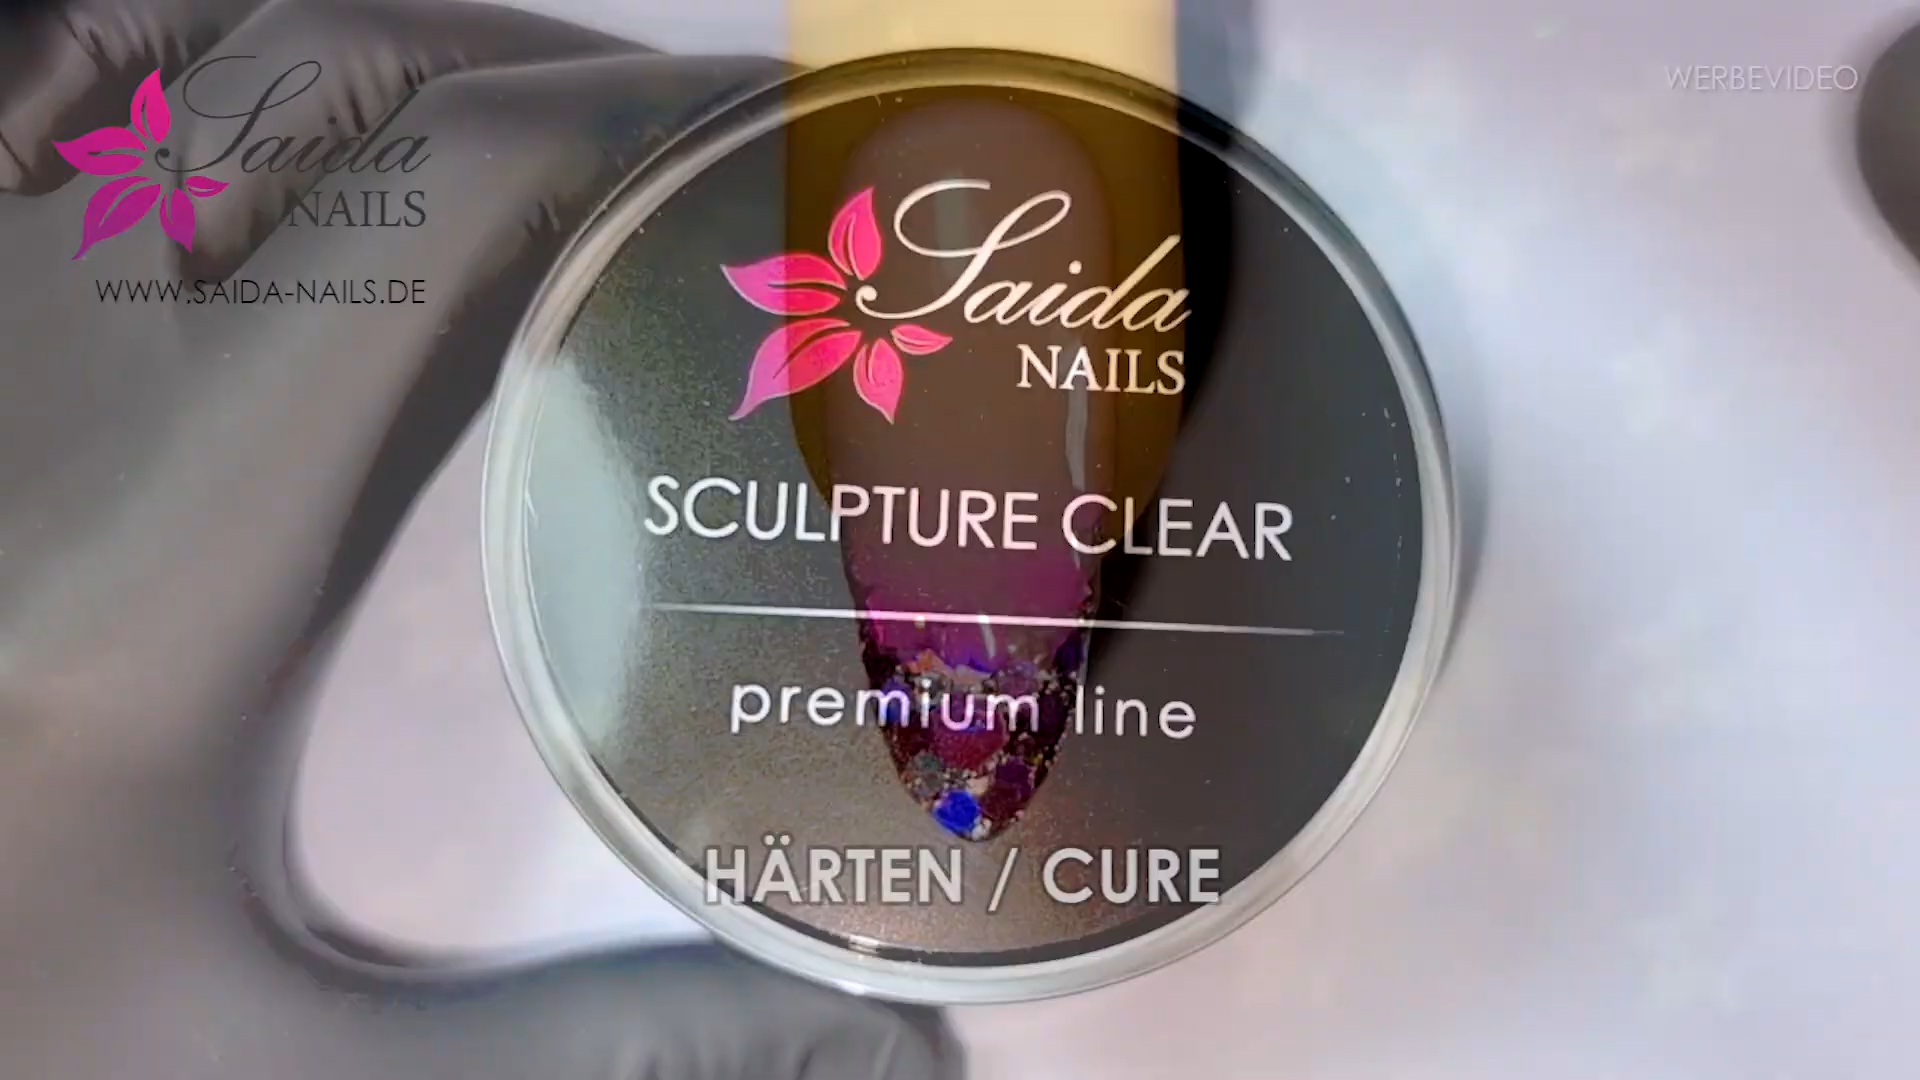 Saida
NAILS
WWW.SAIDA-NAILS.DE
WERBEVIDEO
Saida
NAILS
SCULPTURE CLEAR
premium line
HÄRTEN / CURE